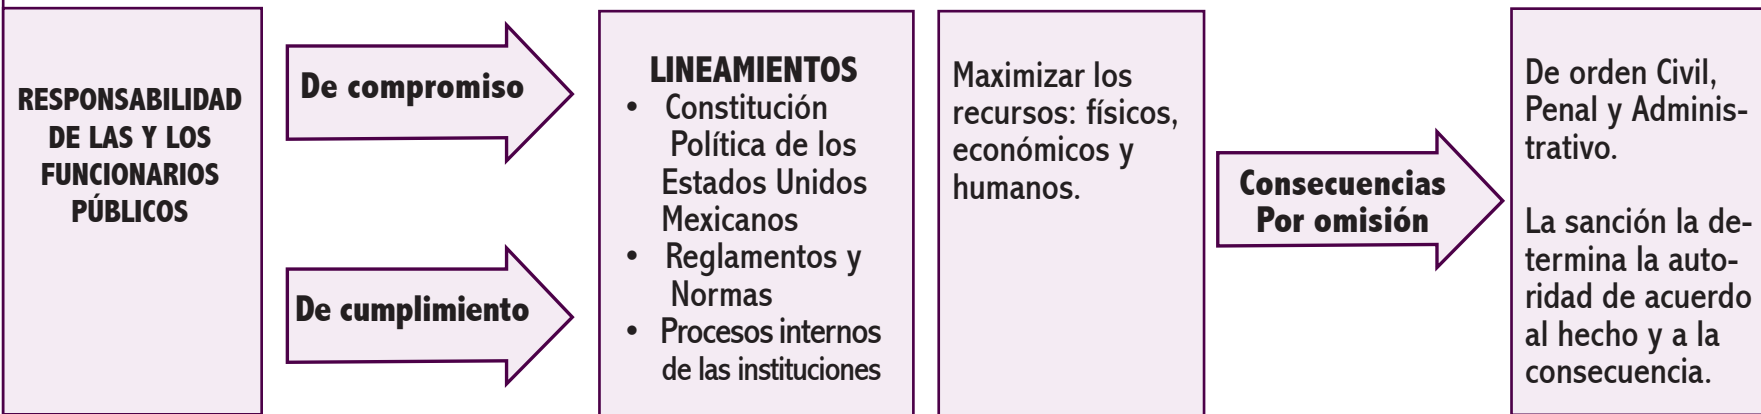 RESPONSABILIDAD
DE LAS Y LOS
FUNCIONARIOS
PÚBLICOS
De compromiso
De cumplimiento
LINEAMIENTOS
• Constitución
Política de los
Estados Unidos
Mexicanos
• Reglamentos y
Normas
• Procesos internos
de las instituciones
Maximizar los
recursos: físicos,
económicos y
humanos.
Consecuencias
Por omisión
De orden Civil,
Penal y Adminis-
trativo.
La sanción la de-
termina la auto-
ridad de acuerdo
al hecho y a la
consecuencia.